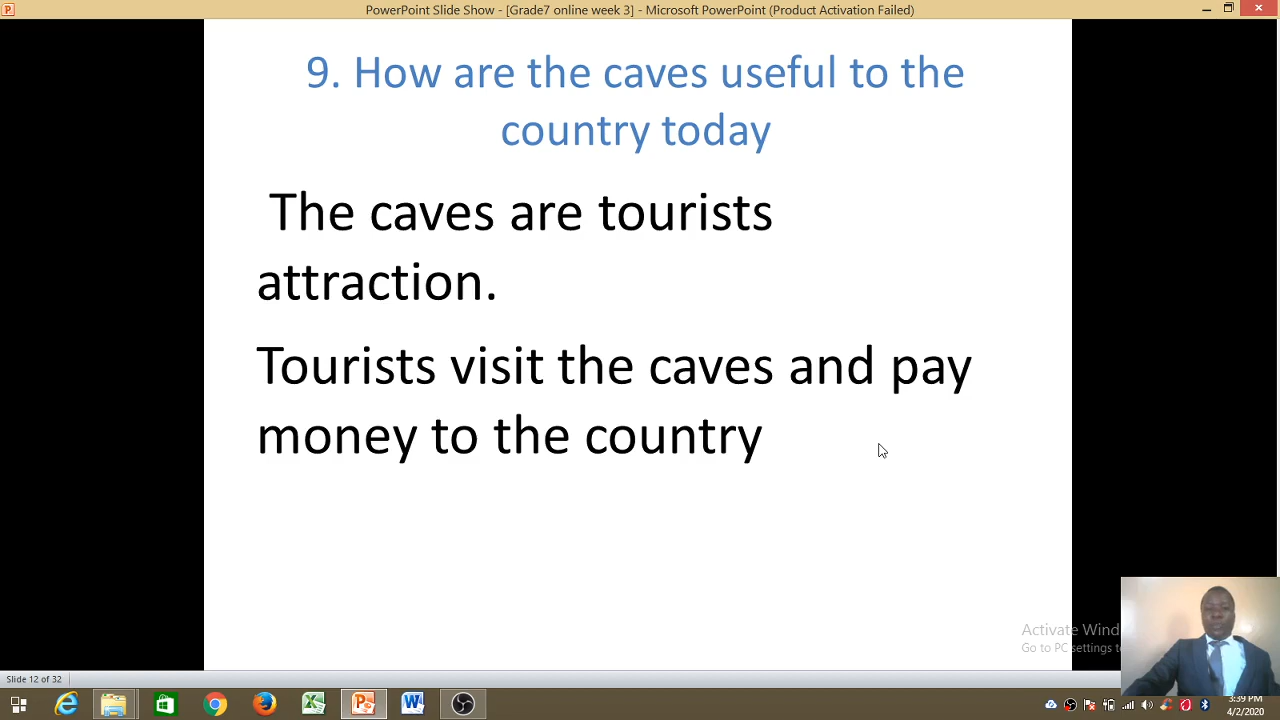 PowerPoint Slide Show - [Grade7 online week 3] - Microsoft PowerPoint (Product Activation Failed)
9. How are the caves useful to the
country today
The caves are tourists
attraction.
Tourists visit the caves and pay
money to the country
Activate Wind
Go to PC settings t
Slide 12 of 32
3:39 PM
4/2/2020